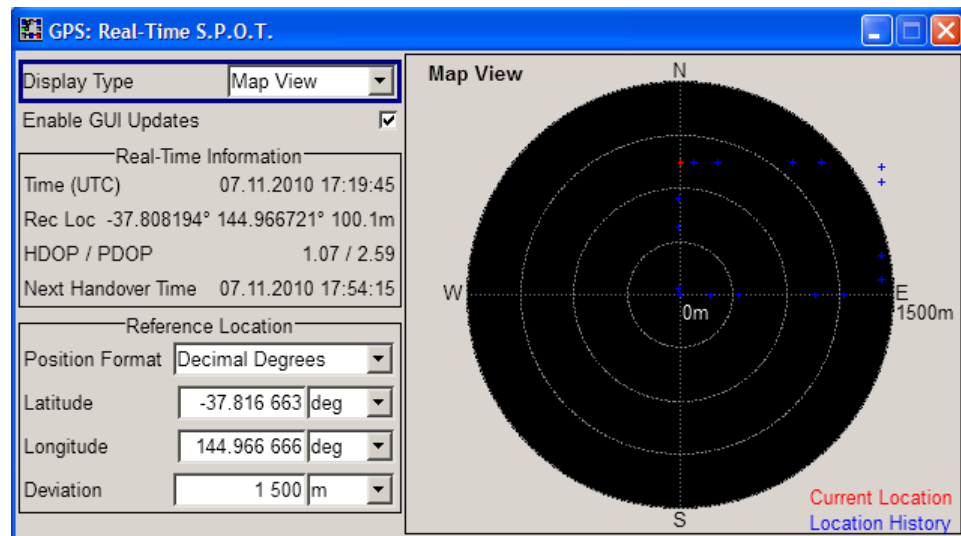 GPS: Real-Time S.P.O.T.
Display Type Map View
Enable GUI Updates
Real-Time Information
Time (UTC) 07.11.2010 17:19:45
Rec Loc -37.808194° 144.966721° 100.1m
HDOP / PDOP 1.07 / 2.59
Next Handover Time 07.11.2010 17:54:15
Reference Location
Position Format Decimal Degrees
Latitude -37.816 663 deg
Longitude 144.966 666 deg
Deviation 1 500 m
Map View
N
W
E
0m
1500m
S
Current Location
Location History